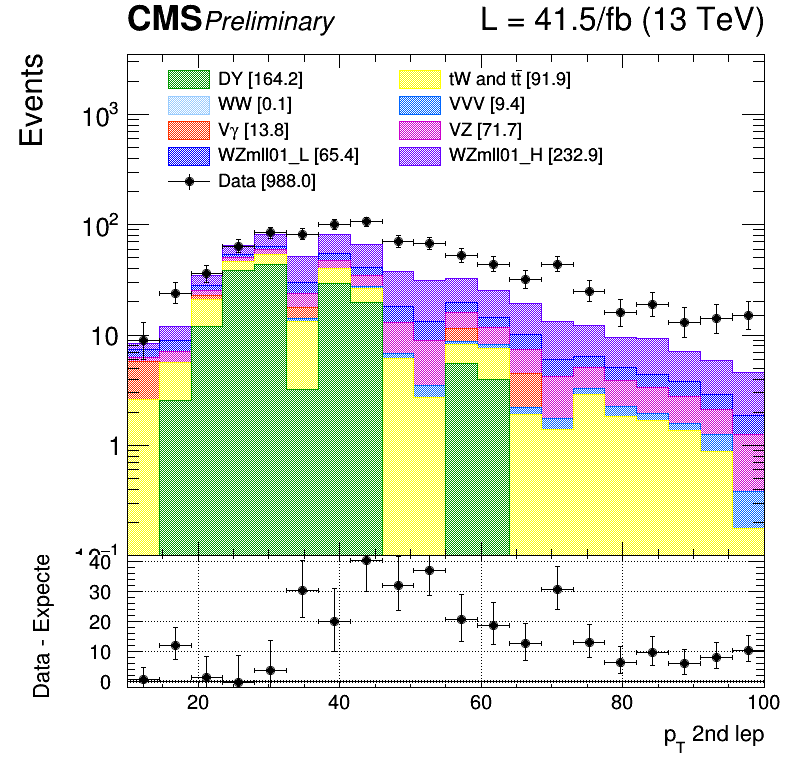 CMS Preliminary L = 41.5/fb (13 TeV)
Events
DY [164.2] tW and tt̄ [91.9]
WW [0.1] VVV [9.4]
Vγ [13.8] VZ [71.7]
WZmll01_L [65.4] WZmll01_H [232.9]
Data [988.0]
10³
10²
10
1
Data - Expecte
40
30
20
10
0
20 40 60 80 100
p_T 2nd lep